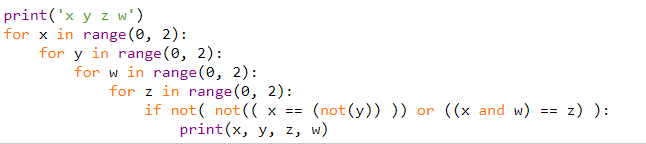 print('x y z w')
for x in range(0, 2):
    for y in range(0, 2):
        for w in range(0, 2):
            for z in range(0, 2):
                if not( not(( x == (not(y)) )) or ((x and w) == z) ):
                    print(x, y, z, w)